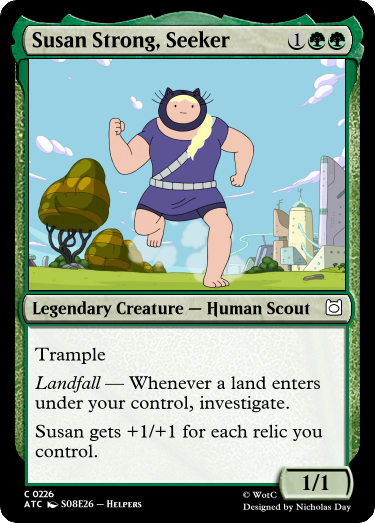 Susan Strong, Seeker 1
Legendary Creature — Human Scout
Trample
Landfall — Whenever a land enters
under your control, investigate.
Susan gets +1/+1 for each relic you
control.
1/1
C 0226
ATC S08E26 — Helpers
© WotC
Designed by Nicholas Day